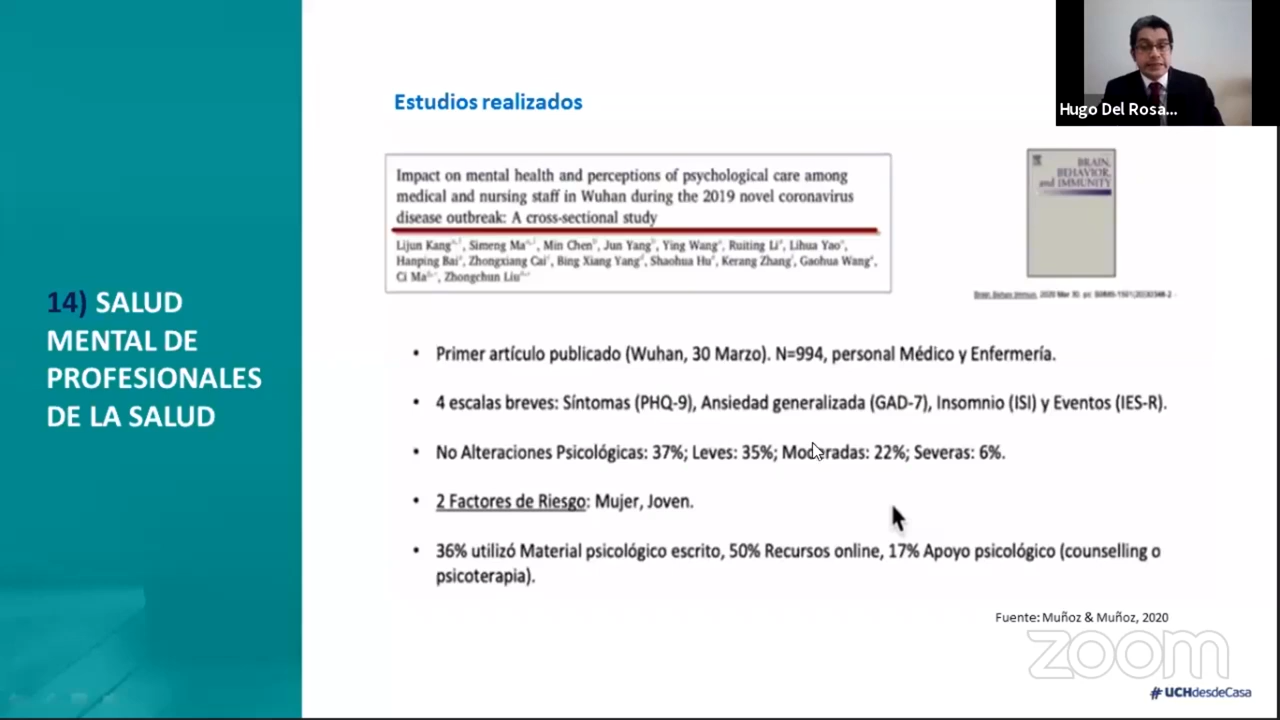 Estudios realizados
Hugo Del Rosa...
Impact on mental health and perceptions of psychological care among
medical and nursing staff in Wuhan during the 2019 novel coronavirus
disease outbreak: A cross-sectional study
Lijun Kang, Simeng Ma, Min Chen, Jun Yang, Ying Wang, Ruiting Li, Lihua Yao,
Hanping Bai, Zhongxiang Cai, Bing Xiang Yang, Shaohua Hu, Kerang Zhang, Gaohua Wang,
Ci Ma, Zhongchun Liu
BRAIN,
BEHAVIOR,
and IMMUNITY
14) SALUD
MENTAL DE
PROFESIONALES
DE LA SALUD
• Primer artículo publicado (Wuhan, 30 Marzo). N=994, personal Médico y Enfermería.
• 4 escalas breves: Síntomas (PHQ-9), Ansiedad generalizada (GAD-7), Insomnio (ISI) y Eventos (IES-R).
• No Alteraciones Psicológicas: 37%; Leves: 35%; Moderadas: 22%; Severas: 6%.
• 2 Factores de Riesgo: Mujer, Joven.
• 36% utilizó Material psicológico escrito, 50% Recursos online, 17% Apoyo psicológico (counselling o
psicoterapia).
Fuente: Muñoz & Muñoz, 2020
zoom
#UCHdesdeCasa